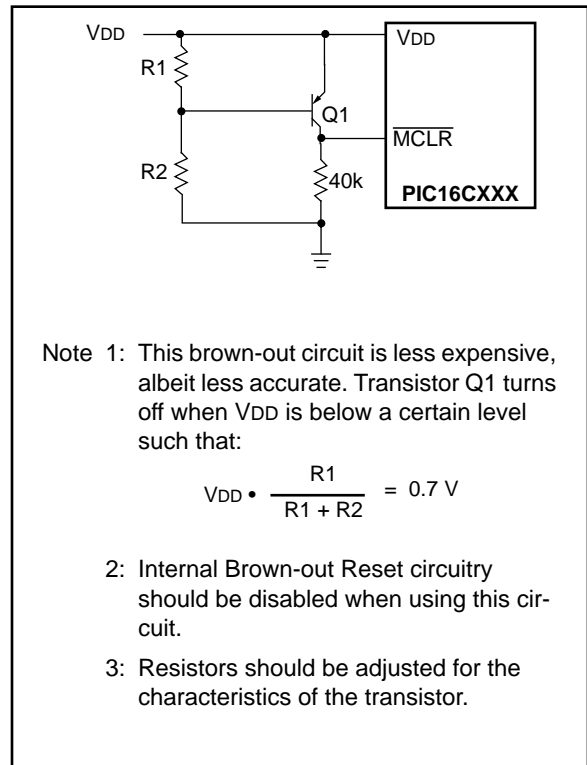 VDD
VDD
R1
Q1
MCLR
R2
40k
PIC16CXXX
Note 1: This brown-out circuit is less expensive,
albeit less accurate. Transistor Q1 turns
off when VDD is below a certain level
such that:
VDD • R1 / R1 + R2 = 0.7 V
2: Internal Brown-out Reset circuitry
should be disabled when using this cir-
cuit.
3: Resistors should be adjusted for the
characteristics of the transistor.